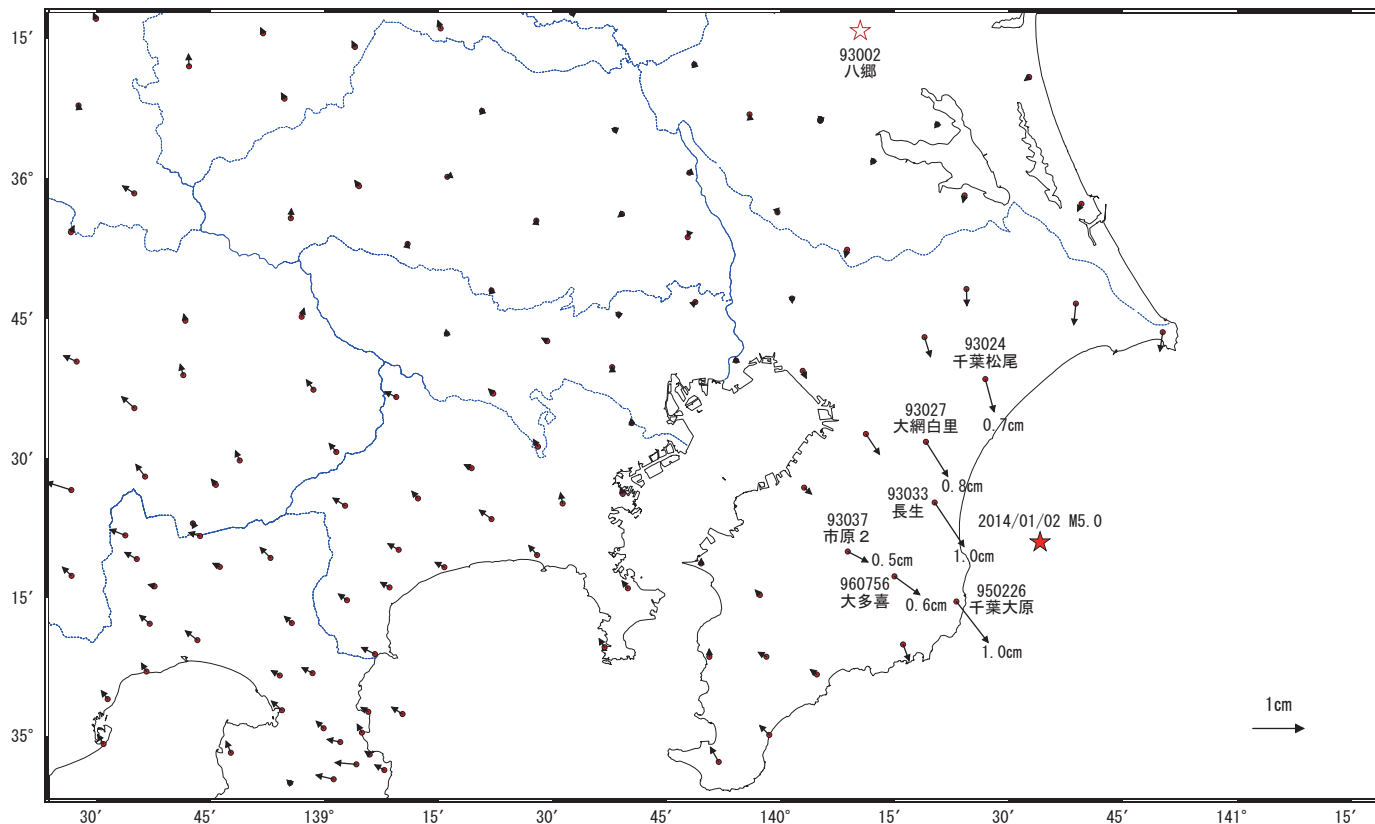 15′
93002
八郷
36°
45′
93024
千葉松尾
0.7cm
93027
大網白里
0.8cm
30′
93033
長生
2014/01/02 M5.0
93037
市原２
0.5cm
1.0cm
960756
大多喜
950226
千葉大原
0.6cm
15′
1.0cm
1cm
35°
30′
45′
139°
15′
30′
45′
140°
15′
30′
45′
141°
15′